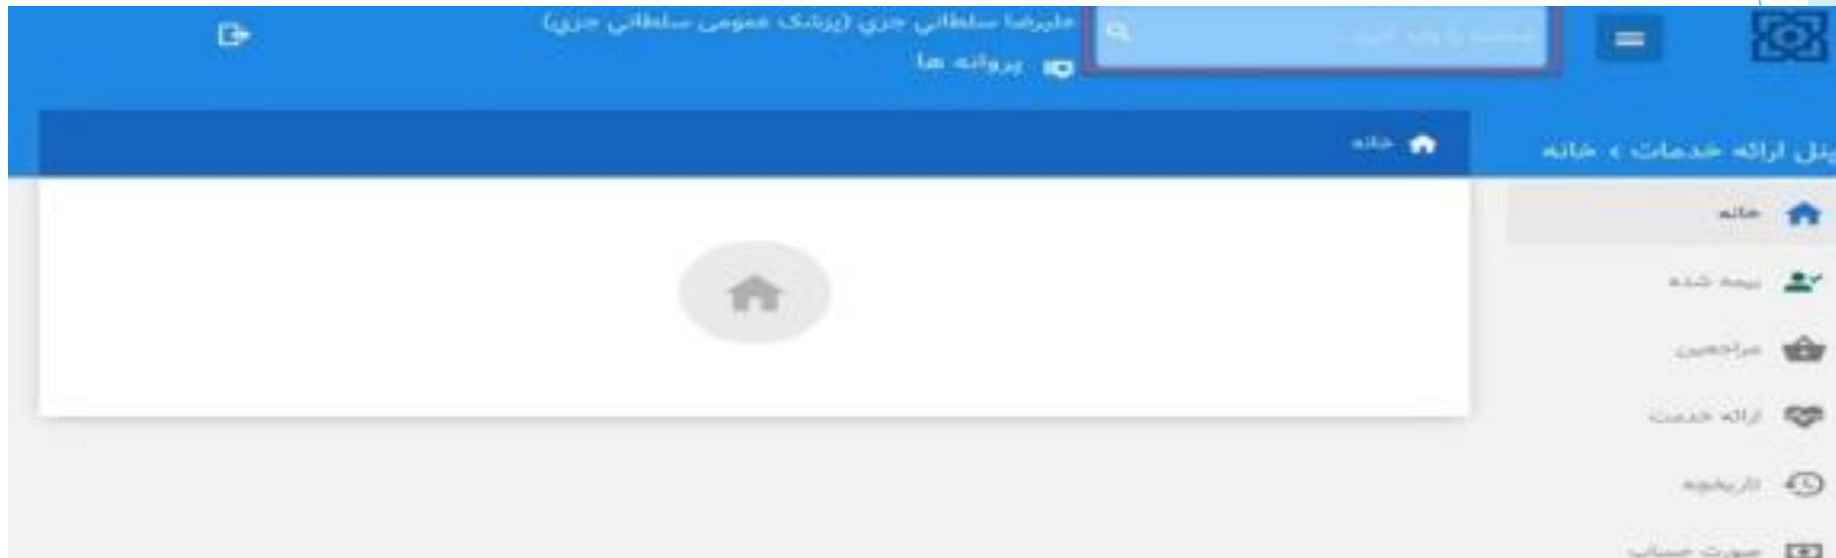 علیرضا سلطانی جزی (پزشک عمومی سلطانی جزی)
پروانه ها
پنل ارائه خدمات › خانه
خانه
خانه
بیمه شده
مراجعین
ارائه خدمت
تاریخچه
صورت حساب